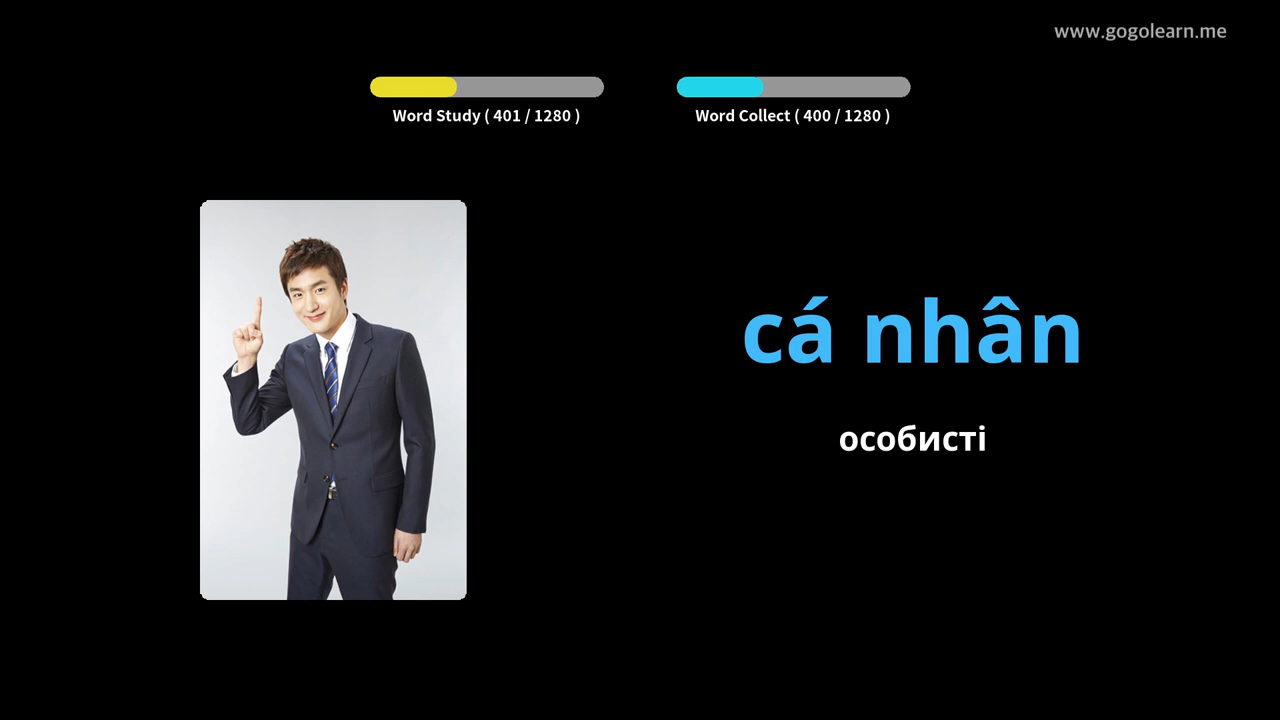 www.gogolearn.me
Word Study ( 401 / 1280 )
Word Collect ( 400 / 1280 )
cá nhân
особисті